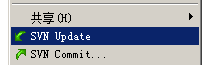 共享(H)
SVN Update
SVN Commit...